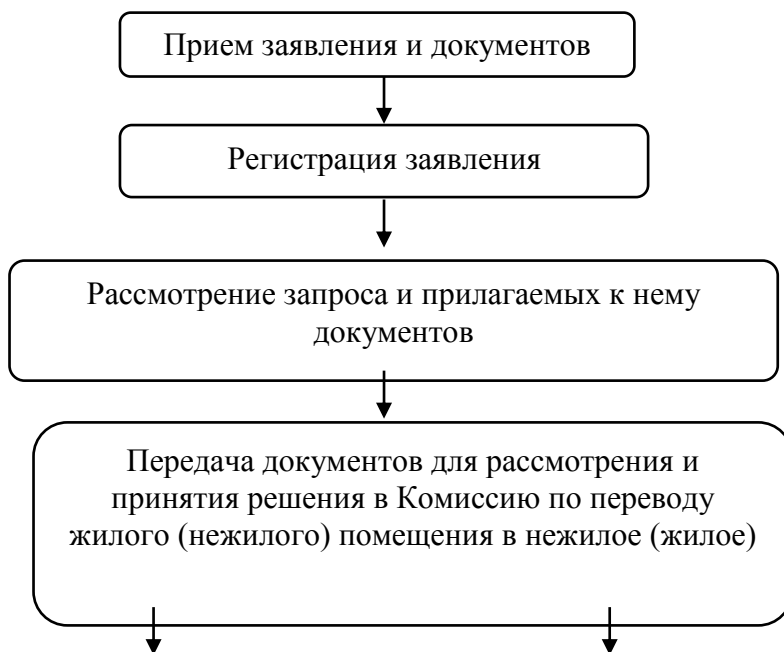 Прием заявления и документов
Регистрация заявления
Рассмотрение запроса и прилагаемых к нему
документов
Передача документов для рассмотрения и
принятия решения в Комиссию по переводу
жилого (нежилого) помещения в нежилое (жилое)